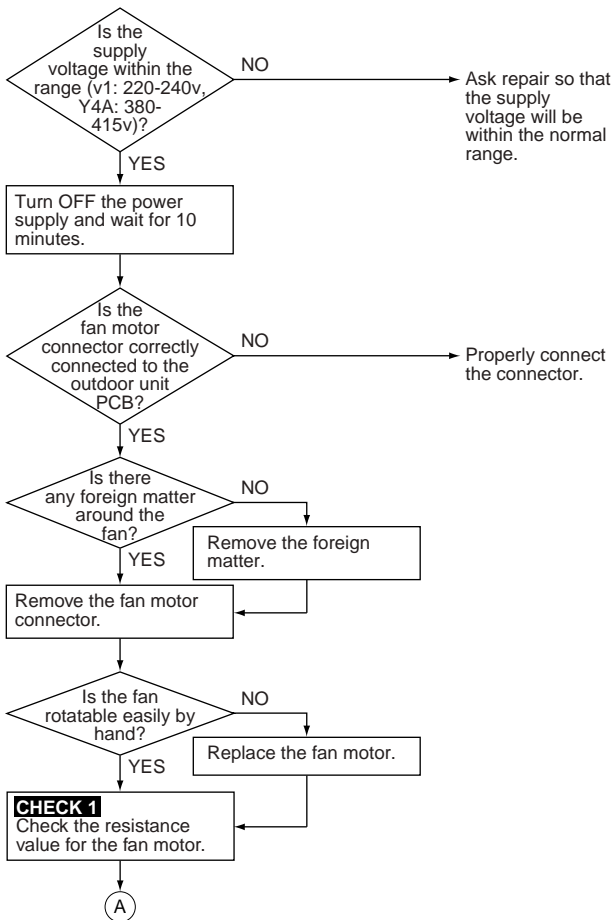 Is the
supply
voltage within the
range (v1: 220-240v,
Y4A: 380-
415v)?
NO
Ask repair so that
the supply
voltage will be
within the normal
range.
YES
Turn OFF the power
supply and wait for 10
minutes.
Is the
fan motor
connector correctly
connected to the
outdoor unit
PCB?
NO
Properly connect
the connector.
YES
Is there
any foreign matter
around the
fan?
NO
Remove the foreign
matter.
YES
Remove the fan motor
connector.
Is the fan
rotatable easily by
hand?
NO
Replace the fan motor.
YES
CHECK 1
Check the resistance
value for the fan motor.
A